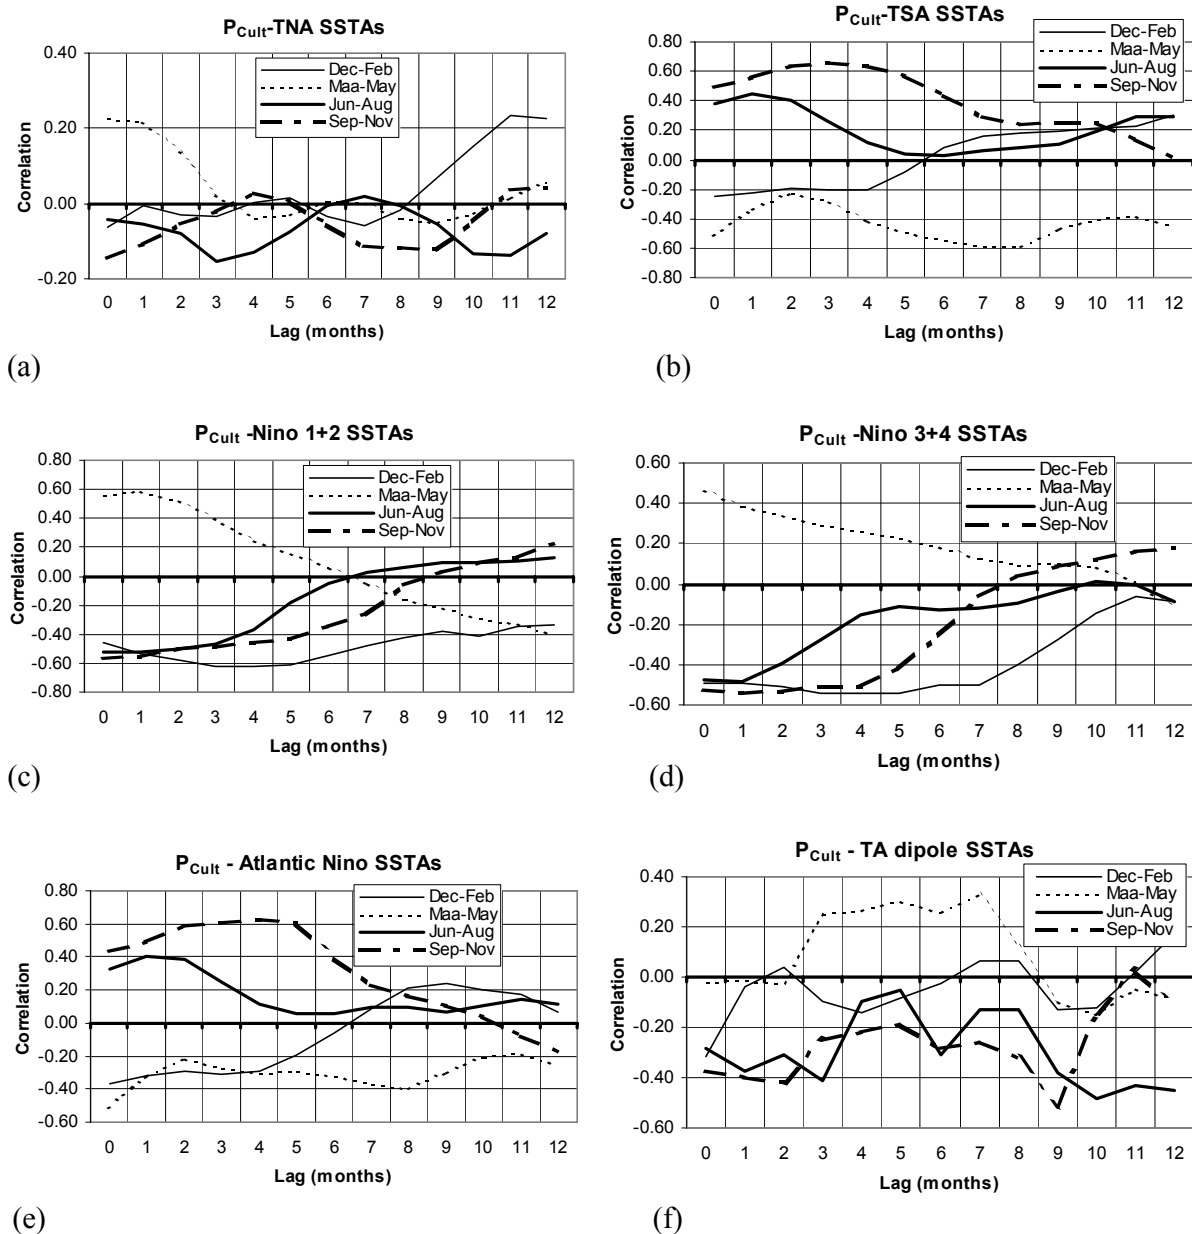 P_Cult-TNA SSTAs
0.40
0.20
0.00
-0.20
Correlation
Dec-Feb
Maa-May
Jun-Aug
Sep-Nov
0 1 2 3 4 5 6 7 8 9 10 11 12
Lag (months)
(a)
P_Cult-TSA SSTAs
0.80
0.60
0.40
0.20
0.00
-0.20
-0.40
-0.60
-0.80
Correlation
Dec-Feb
Maa-May
Jun-Aug
Sep-Nov
0 1 2 3 4 5 6 7 8 9 10 11 12
Lag (months)
(b)
P_Cult -Nino 1+2 SSTAs
0.80
0.60
0.40
0.20
0.00
-0.20
-0.40
-0.60
-0.80
Correlation
Dec-Feb
Maa-May
Jun-Aug
Sep-Nov
0 1 2 3 4 5 6 7 8 9 10 11 12
Lag (months)
(c)
P_Cult -Nino 3+4 SSTAs
0.60
0.40
0.20
0.00
-0.20
-0.40
-0.60
Correlation
Dec-Feb
Maa-May
Jun-Aug
Sep-Nov
0 1 2 3 4 5 6 7 8 9 10 11 12
Lag (months)
(d)
P_Cult - Atlantic Nino SSTAs
0.80
0.60
0.40
0.20
0.00
-0.20
-0.40
-0.60
Correlation
Dec-Feb
Maa-May
Jun-Aug
Sep-Nov
0 1 2 3 4 5 6 7 8 9 10 11 12
Lag (months)
(e)
P_Cult - TA dipole SSTAs
0.40
0.20
0.00
-0.20
-0.40
-0.60
Correlation
Dec-Feb
Maa-May
Jun-Aug
Sep-Nov
0 1 2 3 4 5 6 7 8 9 10 11 12
Lag (months)
(f)